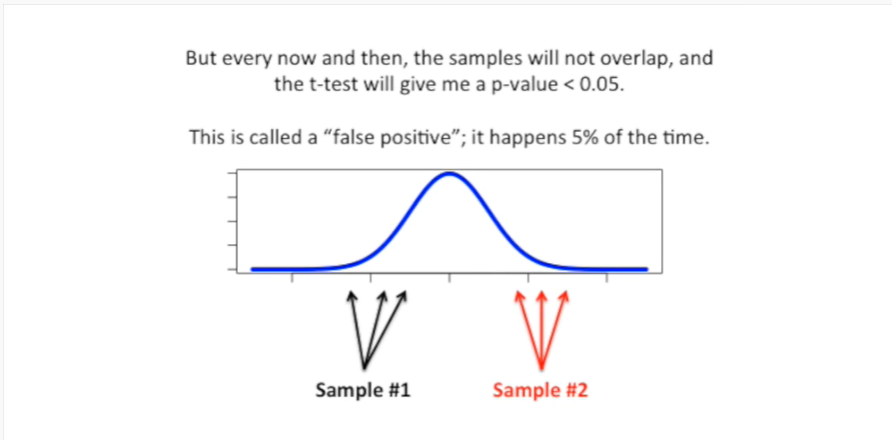 But every now and then, the samples will not overlap, and
the t-test will give me a p-value < 0.05.
This is called a “false positive”; it happens 5% of the time.
Sample #1
Sample #2